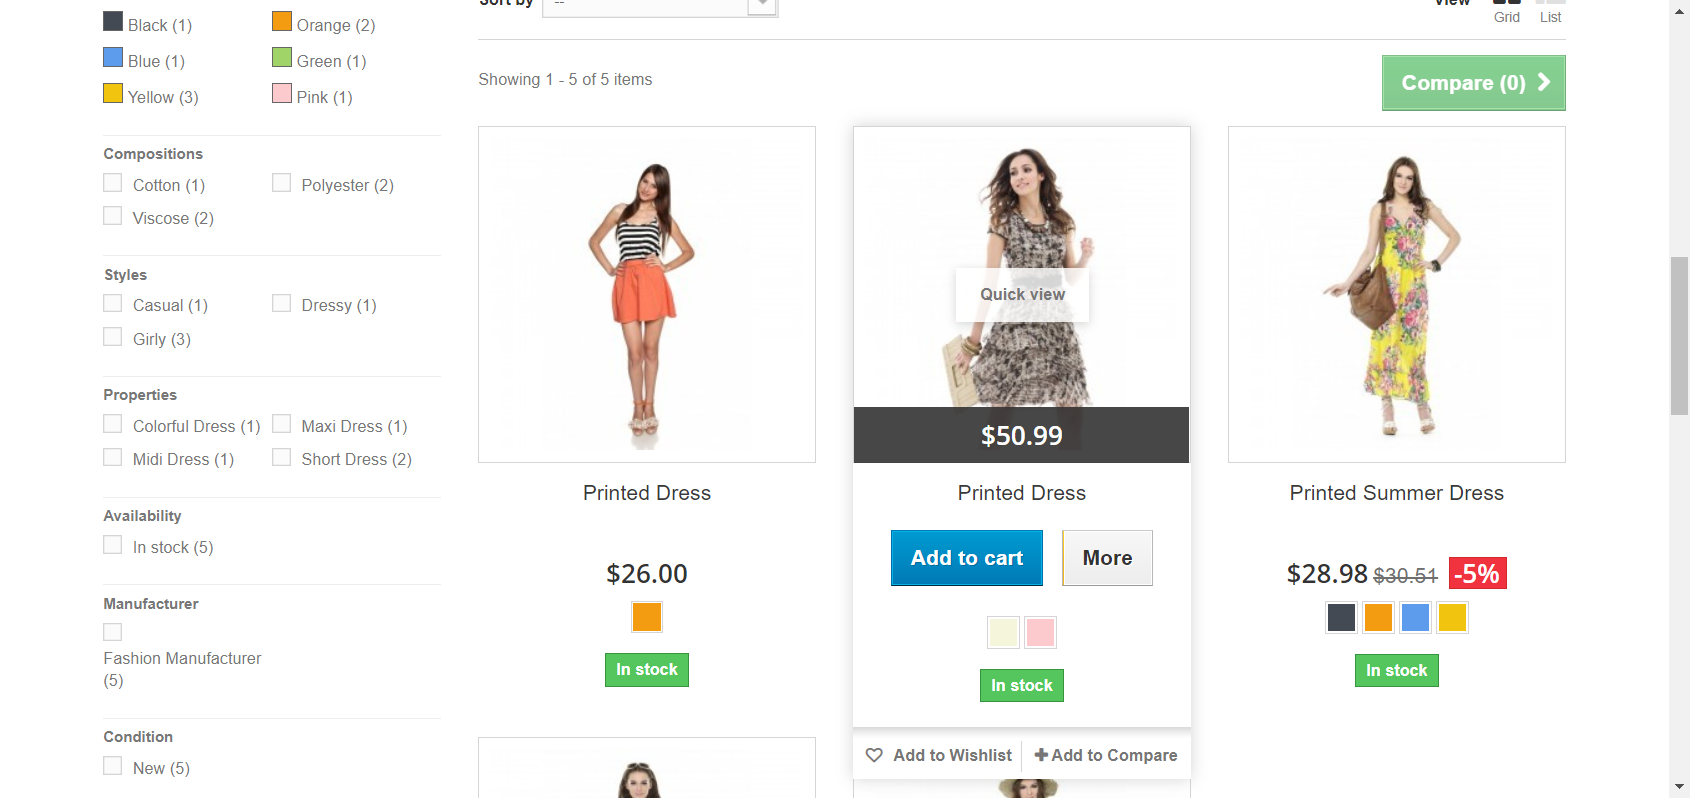 Sort by
--
View
Grid
List
Black (1)
Orange (2)
Blue (1)
Green (1)
Yellow (3)
Pink (1)
Compositions
Cotton (1)
Polyester (2)
Viscose (2)
Styles
Casual (1)
Dressy (1)
Girly (3)
Properties
Colorful Dress (1)
Maxi Dress (1)
Midi Dress (1)
Short Dress (2)
Availability
In stock (5)
Manufacturer
Fashion Manufacturer
(5)
Condition
New (5)
Showing 1 - 5 of 5 items
Compare (0)
Printed Dress
$26.00
In stock
Quick view
$50.99
Printed Dress
Add to cart
More
In stock
Add to Wishlist
Add to Compare
Printed Summer Dress
$28.98 $30.51 -5%
In stock